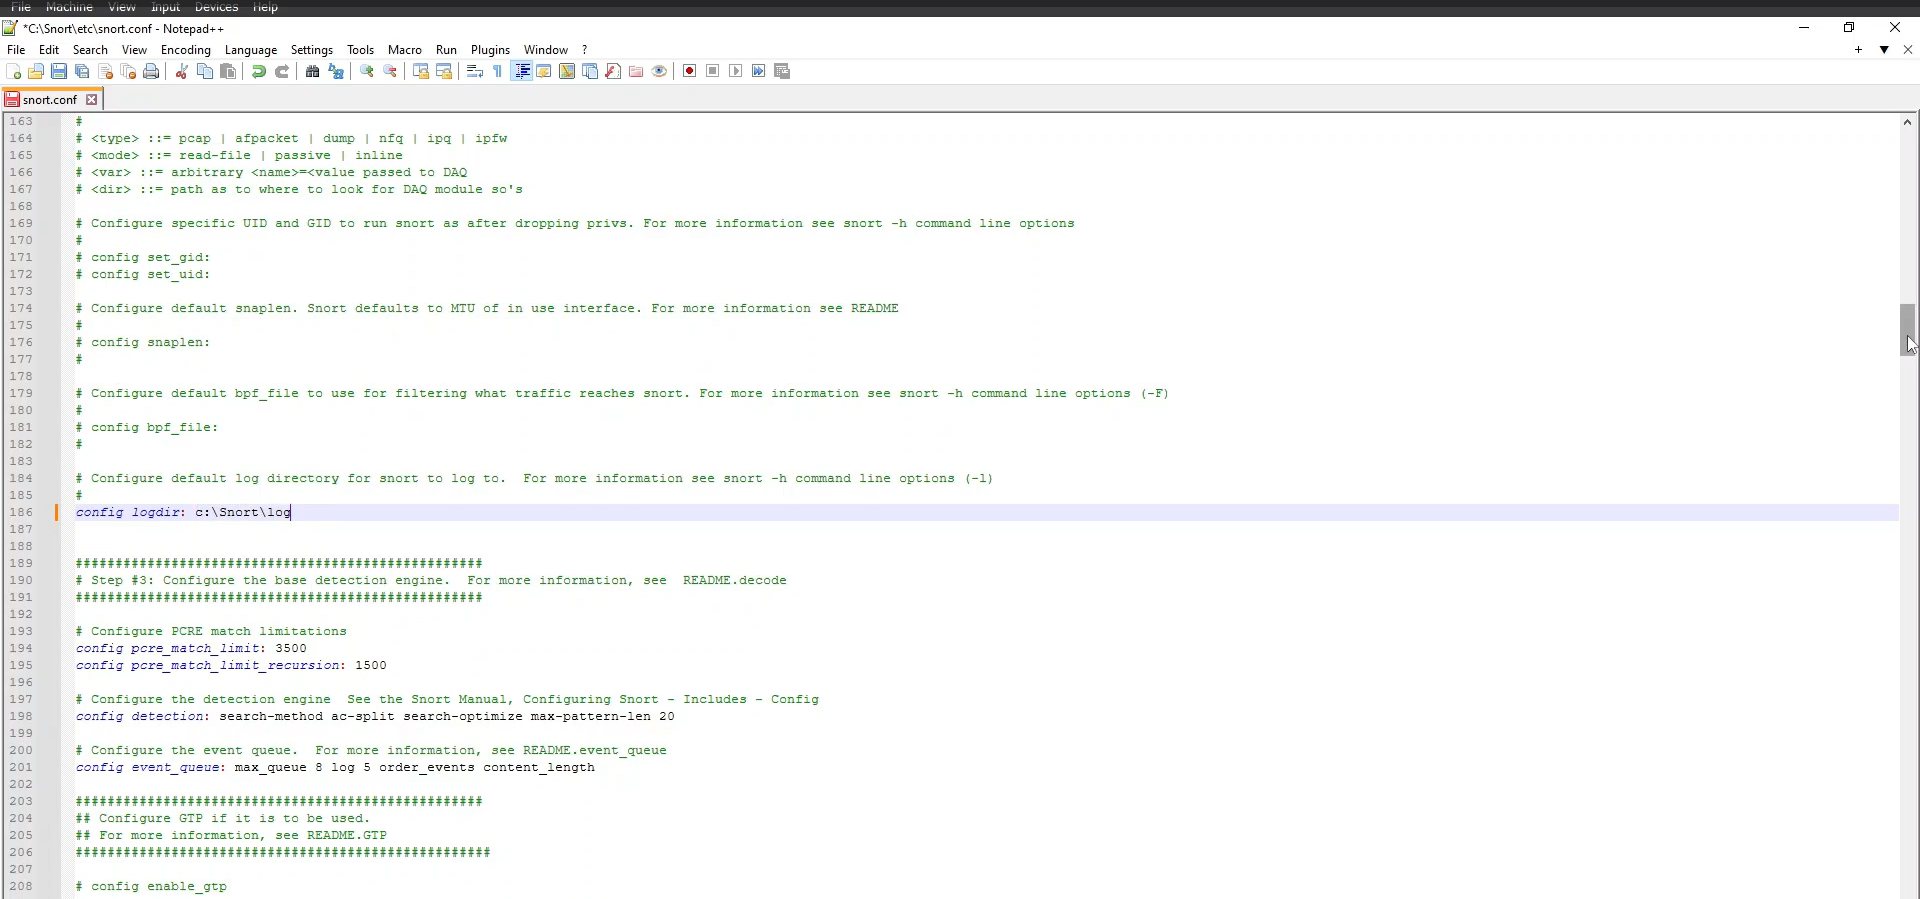 File Machine View Input Devices Help
*C:\Snort\etc\snort.conf - Notepad++
File Edit Search View Encoding Language Settings Tools Macro Run Plugins Window ?
snort.conf
163 #
164 # <type> ::= pcap | afpacket | dump | nfq | ipq | ipfw
165 # <mode> ::= read-file | passive | inline
166 # <var> ::= arbitrary <name>=<value passed to DAQ
167 # <dir> ::= path as to where to look for DAQ module so's
168
169 # Configure specific UID and GID to run snort as after dropping privs. For more information see snort -h command line options
170 #
171 # config set_gid:
172 # config set_uid:
173
174 # Configure default snaplen. Snort defaults to MTU of in use interface. For more information see README
175 #
176 # config snaplen:
177 #
178
179 # Configure default bpf_file to use for filtering what traffic reaches snort. For more information see snort -h command line options (-F)
180 #
181 # config bpf_file:
182 #
183
184 # Configure default log directory for snort to log to.  For more information see snort -h command line options (-l)
185 #
186 config logdir: c:\Snort\log
187
188
189 ###################################################
190 # Step #3: Configure the base detection engine.  For more information, see  README.decode
191 ###################################################
192
193 # Configure PCRE match limitations
194 config pcre_match_limit: 3500
195 config pcre_match_limit_recursion: 1500
196
197 # Configure the detection engine  See the Snort Manual, Configuring Snort - Includes - Config
198 config detection: search-method ac-split search-optimize max-pattern-len 20
199
200 # Configure the event queue.  For more information, see README.event_queue
201 config event_queue: max_queue 8 log 5 order_events content_length
202
203 ###################################################
204 ## Configure GTP if it is to be used.
205 ## For more information, see README.GTP
206 ####################################################
207
208 # config enable_gtp